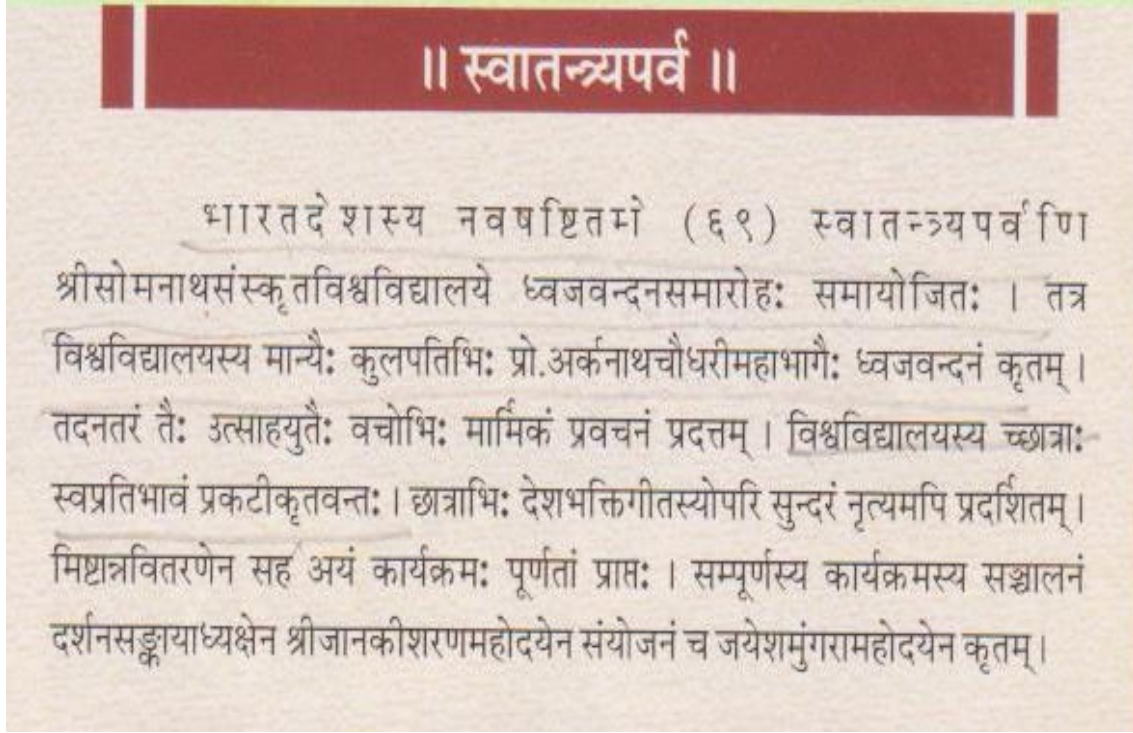 ॥ स्वातन्त्र्यपर्व ॥
भारतदेशस्य नवषष्टितमे (६९) स्वातन्त्र्यपर्वणि
श्रीसोमनाथसंस्कृतविश्वविद्यालये ध्वजवन्दनसमारोहः समायोजितः । तत्र
विश्वविद्यालयस्य मान्यैः कुलपतिभिः प्रो.अर्कनाथचौधरीमहाभागैः ध्वजवन्दनं कृतम् ।
तदनतरं तैः उत्साहयुतैः वचोभिः मार्मिकं प्रवचनं प्रदत्तम् । विश्वविद्यालयस्य च्छात्राः
स्वप्रतिभावं प्रकटीकृतवन्तः । छात्राभिः देशभक्तिगीतस्योपरि सुन्दरं नृत्यमपि प्रदर्शितम् ।
मिष्टान्नवितरणेन सह अयं कार्यक्रमः पूर्णतां प्राप्तः । सम्पूर्णस्य कार्यक्रमस्य सञ्चालनं
दर्शनसङ्कायाध्यक्षेन श्रीजानकीशरणमहोदयेन संयोजनं च जयेशमुंगरामहोदयेन कृतम् ।